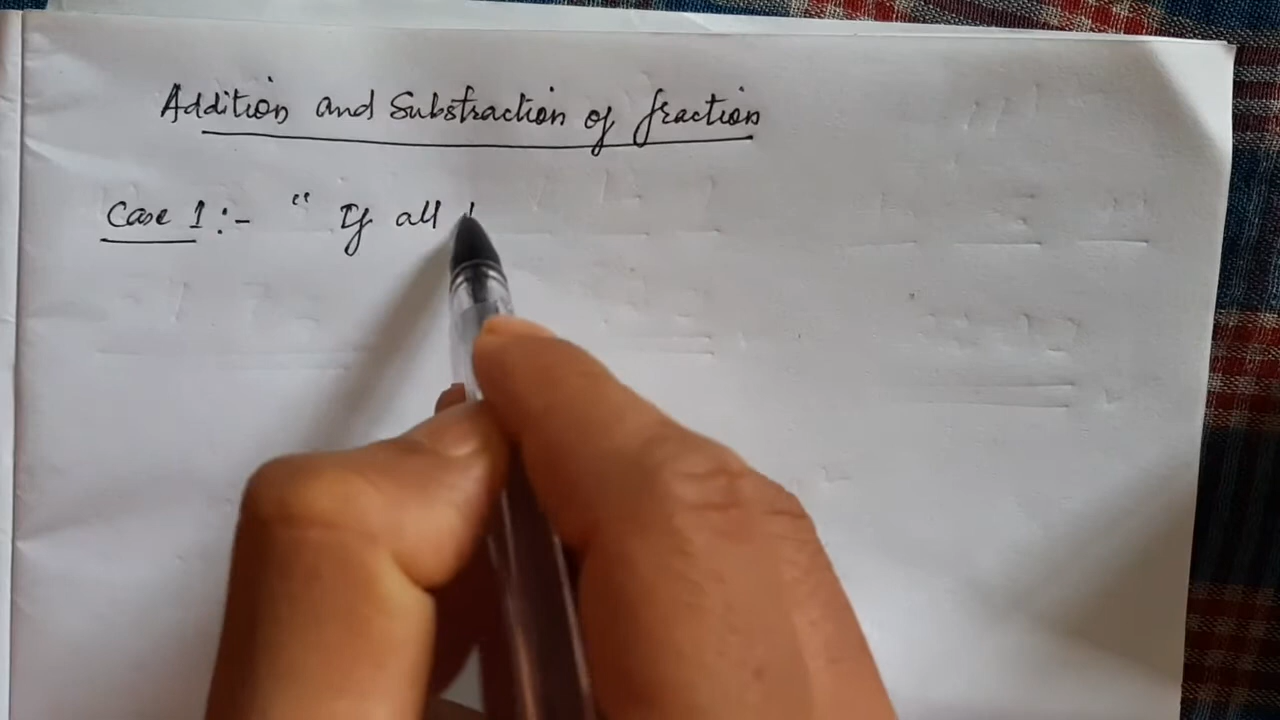 Addition and Substraction of fraction
Case 1:- " If all